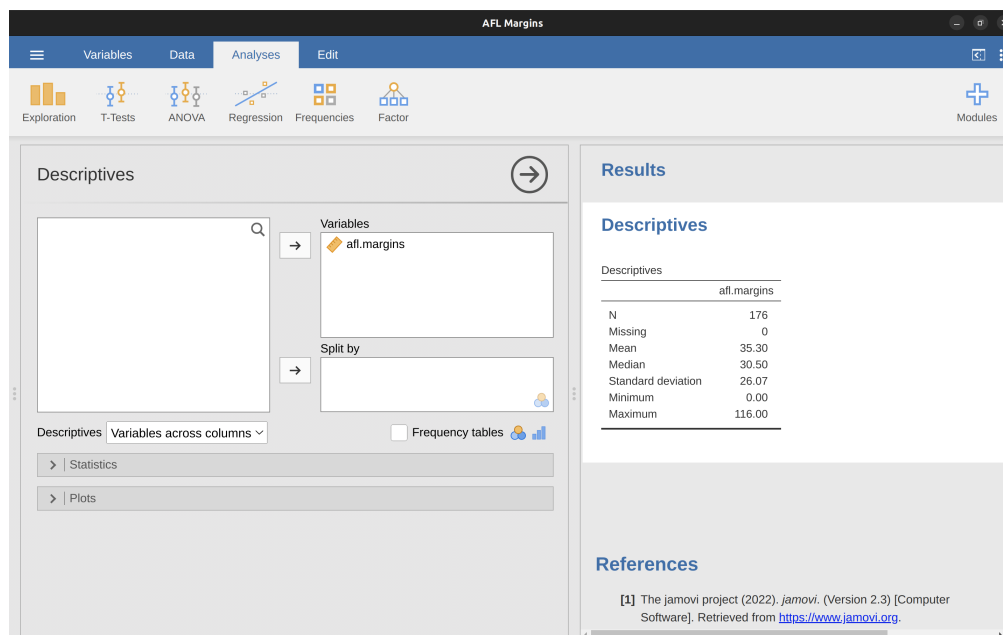 AFL Margins
Variables Data Analyses Edit
Exploration T-Tests ANOVA Regression Frequencies Factor Modules
Descriptives
Variables
afl.margins
Split by
Descriptives Variables across columns Frequency tables
Statistics
Plots
Results
Descriptives
Descriptives
afl.margins
N 176
Missing 0
Mean 35.30
Median 30.50
Standard deviation 26.07
Minimum 0.00
Maximum 116.00
References
[1] The jamovi project (2022). jamovi. (Version 2.3) [Computer
Software]. Retrieved from https://www.jamovi.org.